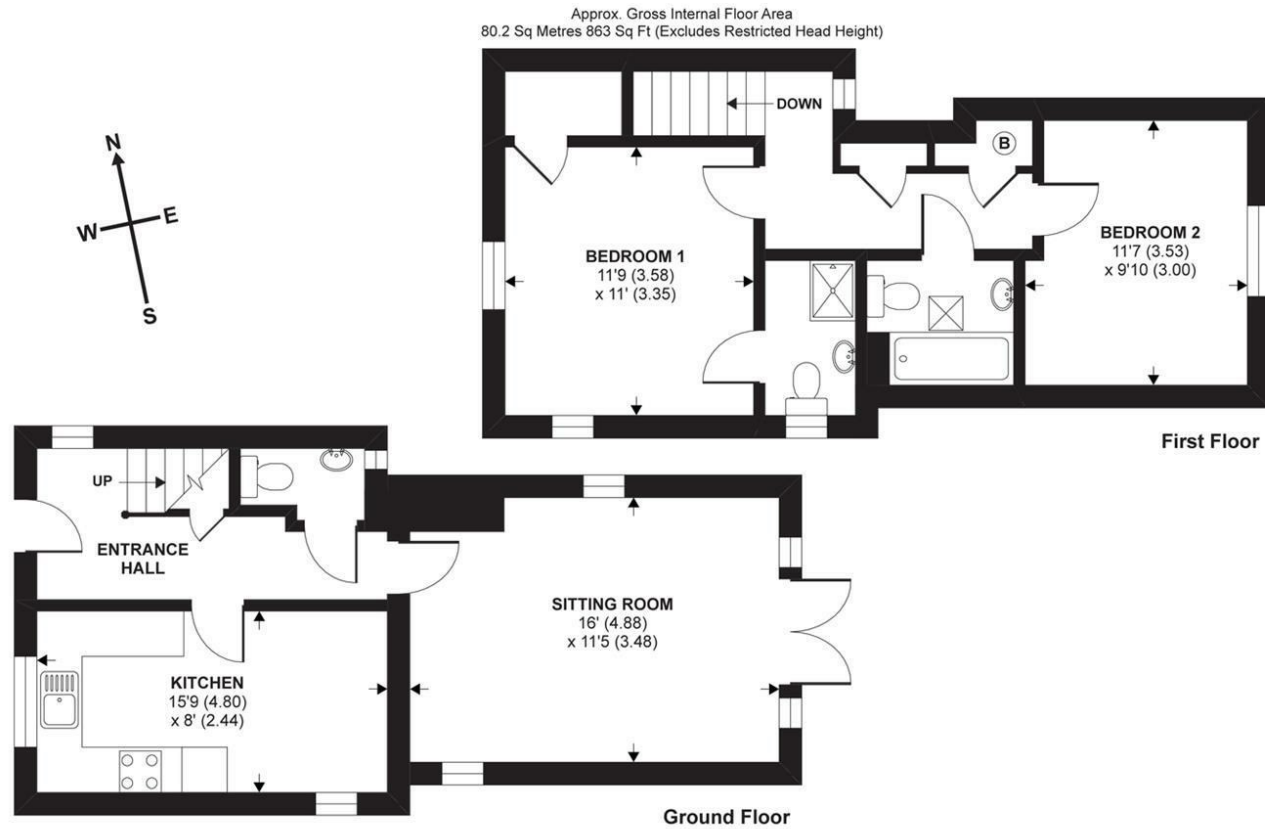 Approx. Gross Internal Floor Area
80.2 Sq Metres 863 Sq Ft (Excludes Restricted Head Height)
DOWN
B
N
W
E
S
BEDROOM 1
11'9 (3.58)
x 11' (3.35)
BEDROOM 2
11'7 (3.53)
x 9'10 (3.00)
First Floor
UP
ENTRANCE
HALL
SITTING ROOM
16' (4.88)
x 11'5 (3.48)
KITCHEN
15'9 (4.80)
x 8' (2.44)
Ground Floor